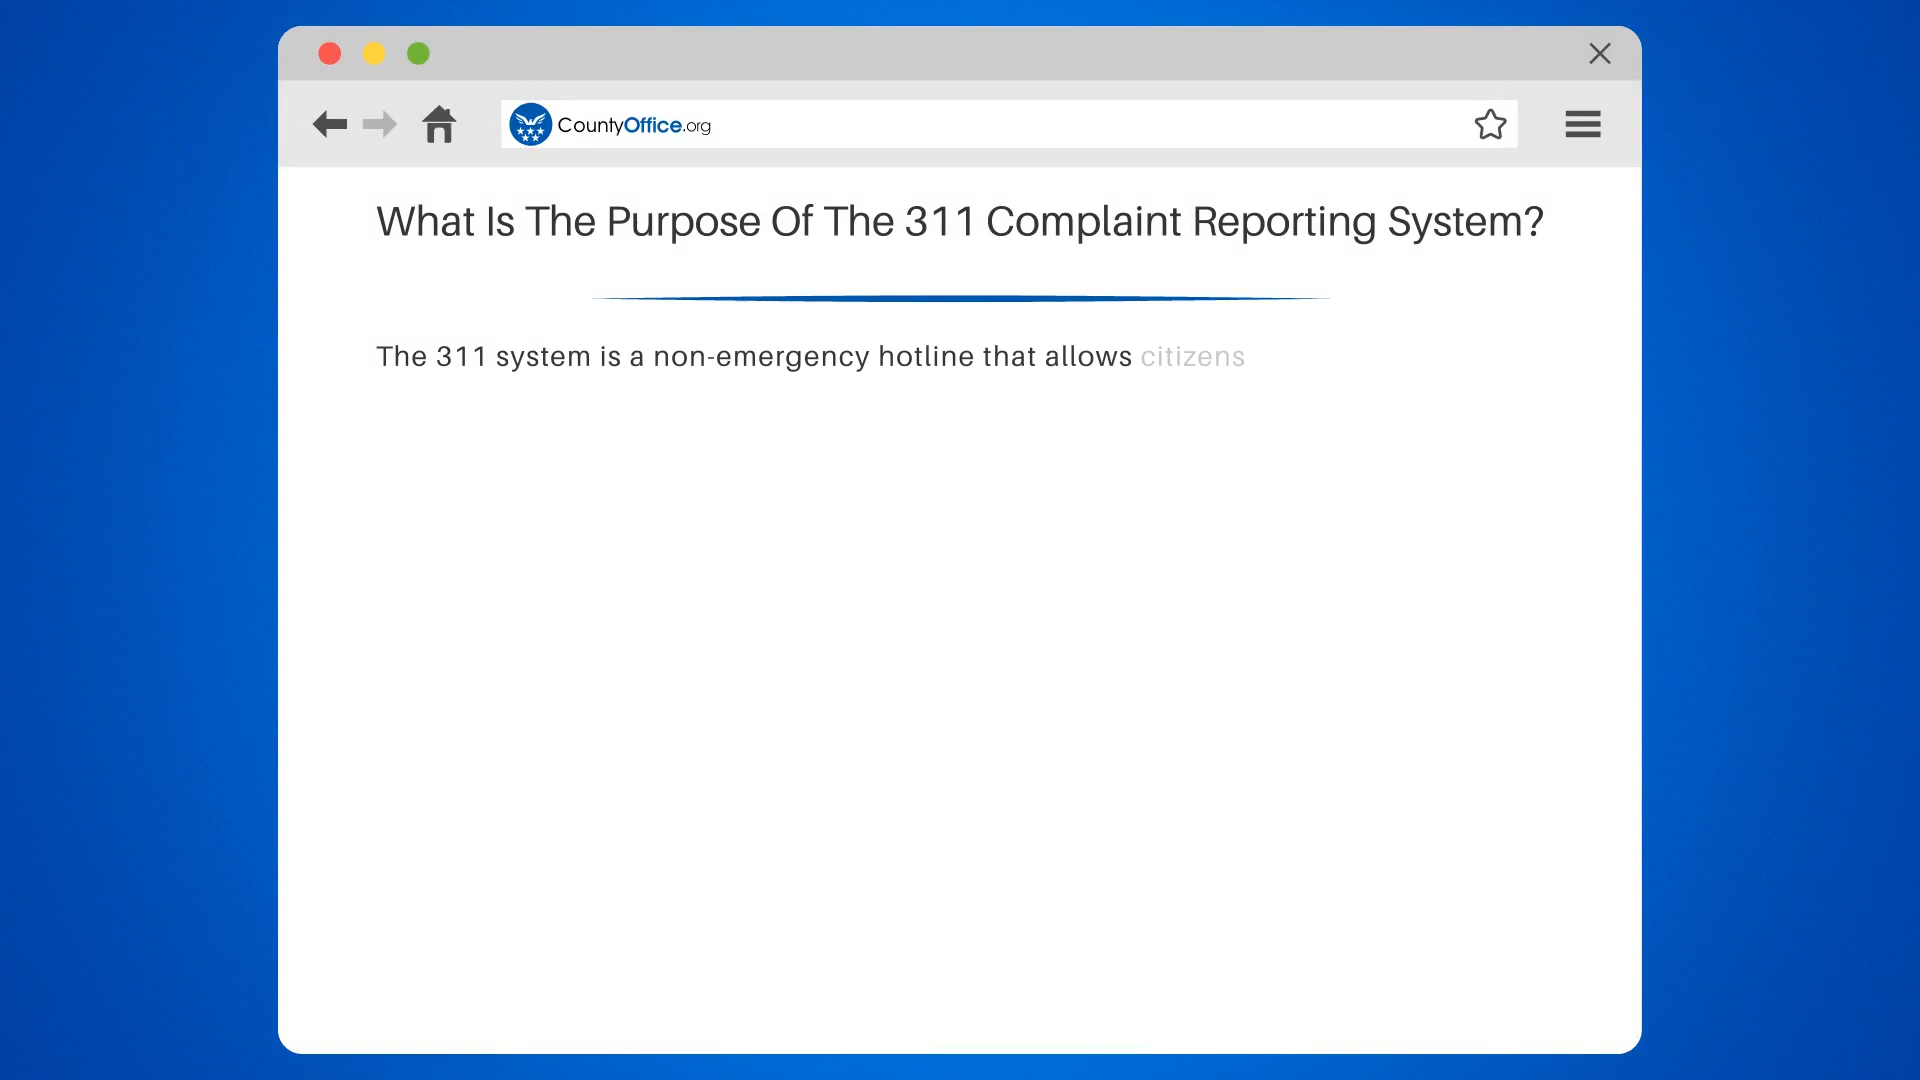 CountyOffice.org
What Is The Purpose Of The 311 Complaint Reporting System?
The 311 system is a non-emergency hotline that allows citizens